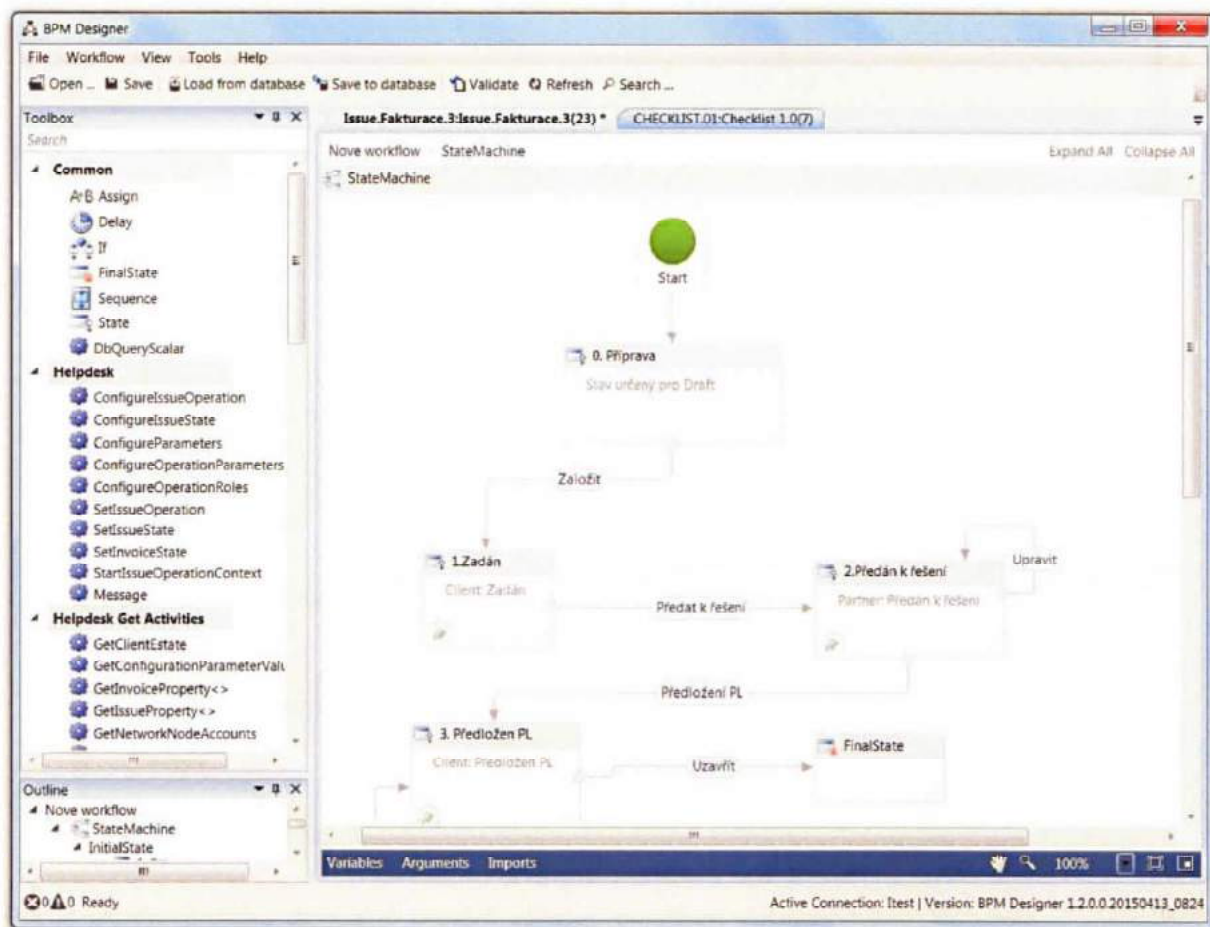 BPM Designer
File Workflow View Tools Help
Open ... Save Load from database Save to database Validate Refresh Search ...
Toolbox
Search
Common
A+B Assign
Delay
If
FinalState
Sequence
State
DbQueryScalar
Helpdesk
ConfigureIssueOperation
ConfigureIssueState
ConfigureParameters
ConfigureOperationParameters
ConfigureOperationRoles
SetIssueOperation
SetIssueState
SetInvoiceState
StartIssueOperationContext
Message
Helpdesk Get Activities
GetClientEstate
GetConfigurationParameterValu
GetInvoiceProperty<>
GetIssueProperty<>
GetNetworkNodeAccounts
Outline
Nove workflow
StateMachine
InitialState
Issue.Fakturace.3:Issue.Fakturace.3(23) * CHECKLIST.01:Checklist 1.0(7)
Nove workflow StateMachine Expand All Collapse All
StateMachine
Start
0. Příprava
Stav určený pro Draft
Založit
1.Zadán
Client: Zadán
Předat k řešení
2.Předán k řešení
Partner: Předán k řešení
Upravit
Předložení PL
3. Předložen PL
Client: Předložen PL
Uzavřít
FinalState
Variables Arguments Imports 100%
0 0 Ready Active Connection: Itest | Version: BPM Designer 1.2.0.0.20150413_0824